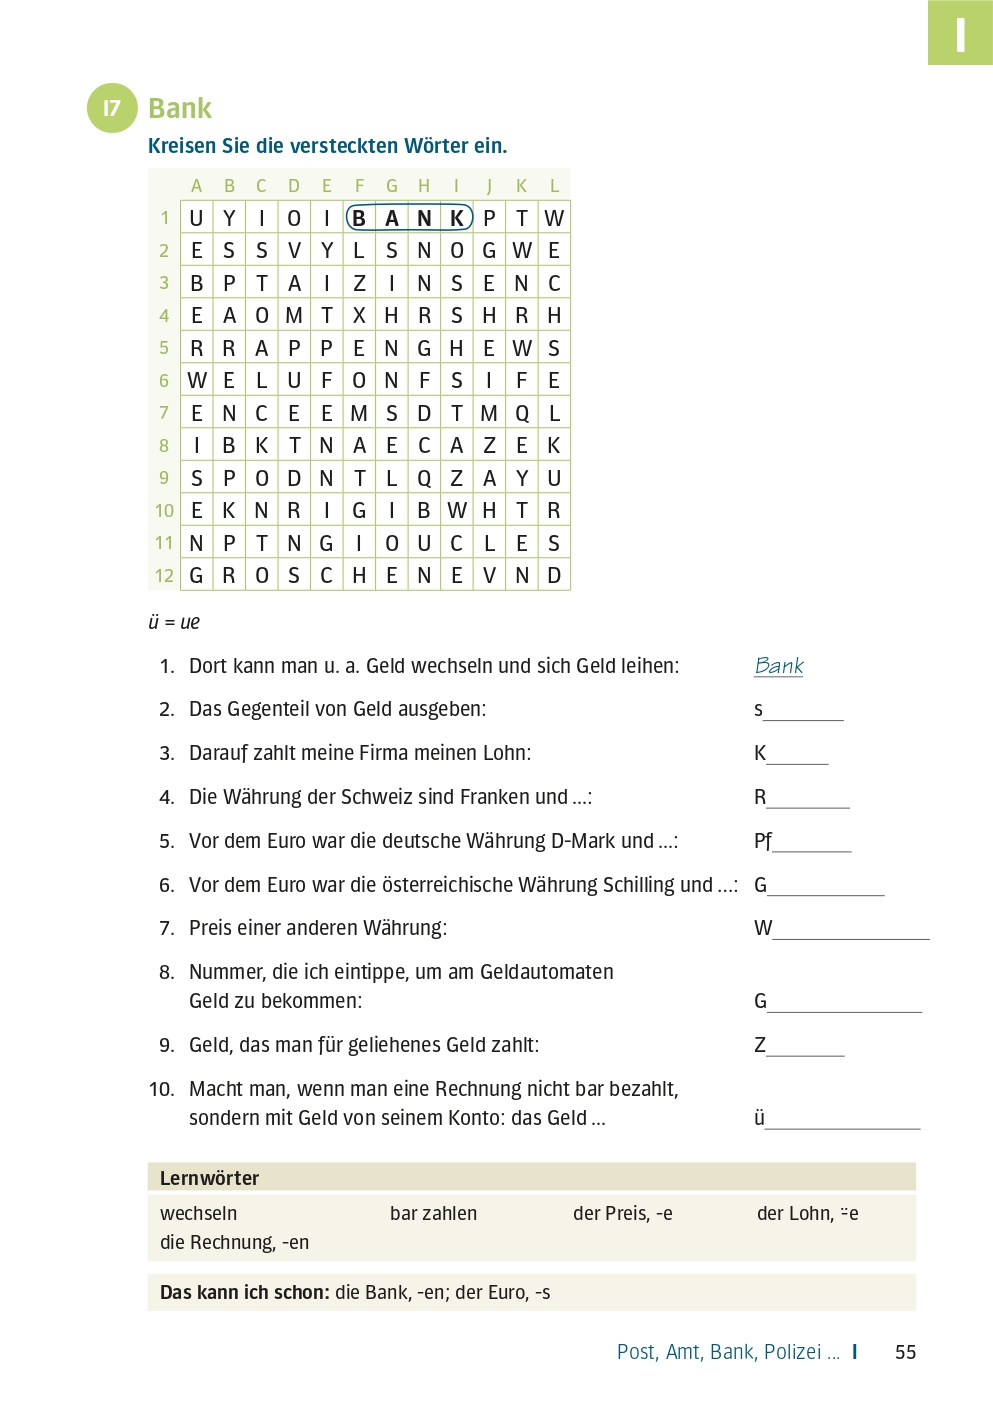 I
I7 Bank
Kreisen Sie die versteckten Wörter ein.
A B C D E F G H I J K L
1 U Y I O I B A N K P T W
2 E S S V Y L S N O G W E
3 B P T A I Z I N S E N C
4 E A O M T X H R S H R H
5 R R A P P E N G H E W S
6 W E L U F O N F S I F E
7 E N C E E M S D T M Q L
8 I B K T N A E C A Z E K
9 S P O D N T L Q Z A Y U
10 E K N R I G I B W H T R
11 N P T N G I O U C L E S
12 G R O S C H E N E V N D
ü = ue
1. Dort kann man u. a. Geld wechseln und sich Geld leihen: Bank
2. Das Gegenteil von Geld ausgeben: s________
3. Darauf zahlt meine Firma meinen Lohn: K______
4. Die Währung der Schweiz sind Franken und ...: R________
5. Vor dem Euro war die deutsche Währung D-Mark und ...: Pf________
6. Vor dem Euro war die österreichische Währung Schilling und ...: G____________
7. Preis einer anderen Währung: W________________
8. Nummer, die ich eintippe, um am Geldautomaten
Geld zu bekommen: G________________
9. Geld, das man für geliehenes Geld zahlt: Z________
10. Macht man, wenn man eine Rechnung nicht bar bezahlt,
sondern mit Geld von seinem Konto: das Geld ... ü________________
Lernwörter
wechseln bar zahlen der Preis, -e der Lohn, ⸚e
die Rechnung, -en
Das kann ich schon: die Bank, -en; der Euro, -s
Post, Amt, Bank, Polizei ... I 55